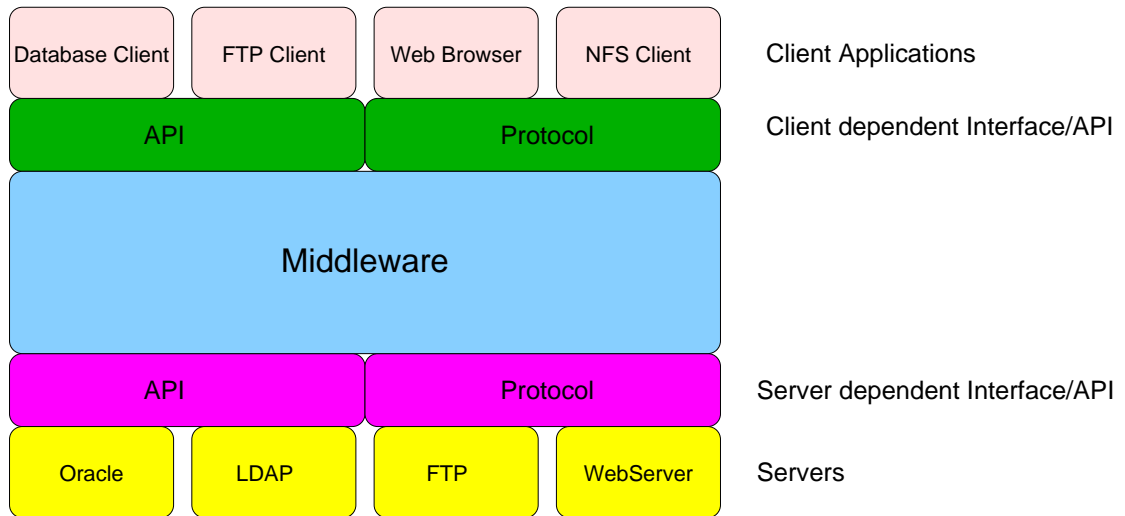 Database Client
FTP Client
Web Browser
NFS Client
Client Applications
API
Protocol
Client dependent Interface/API
Middleware
API
Protocol
Server dependent Interface/API
Oracle
LDAP
FTP
WebServer
Servers